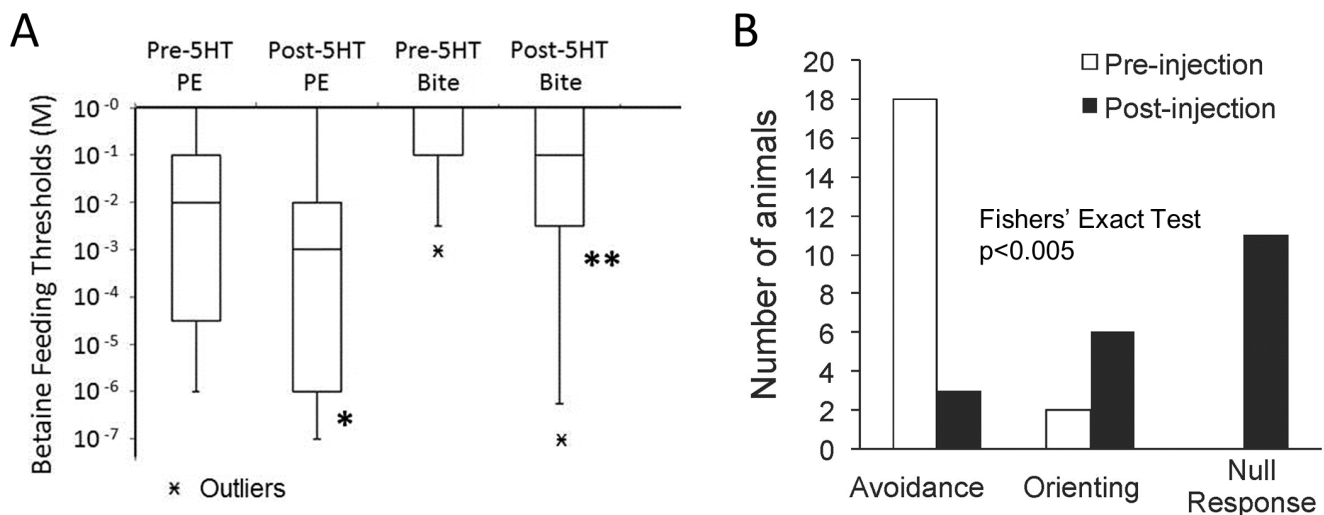 A
Pre-5HT PE
Post-5HT PE
Pre-5HT Bite
Post-5HT Bite
Betaine Feeding Thresholds (M)
10-0
10-1
10-2
10-3
10-4
10-5
10-6
10-7
*
**
Outliers
B
Number of animals
20
18
16
14
12
10
8
6
4
2
0
Pre-injection
Post-injection
Fishers’ Exact Test
p<0.005
Avoidance
Orienting
Null
Response